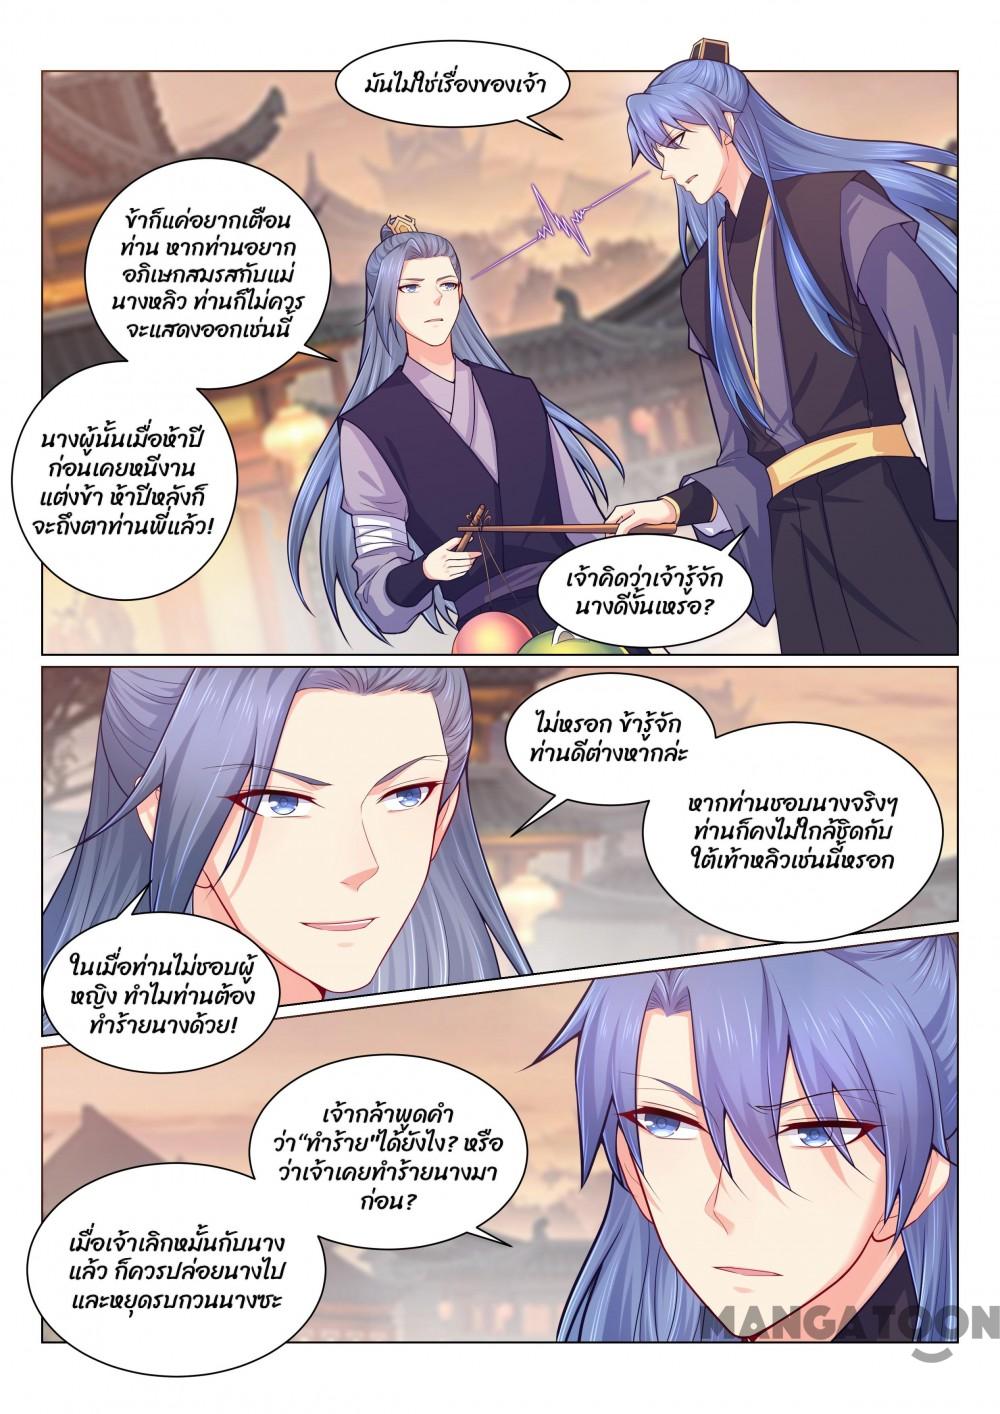 มันไม่ใช่เรื่องของเจ้า
ข้าก็แค่อยากเตือน
ท่าน หากท่านอยาก
อภิเษกสมรสกับแม่
นางหลิว ท่านก็ไม่ควร
จะแสดงออกเช่นนี้
นางผู้นั้นเมื่อห้าปี
ก่อนเคยหนีงาน
แต่งข้า ห้าปีหลังก็
จะถึงตาท่านพี่แล้ว!
เจ้าคิดว่าเจ้ารู้จัก
นางดีงั้นเหรอ?
ไม่หรอก ข้ารู้จัก
ท่านดีต่างหากล่ะ
หากท่านชอบนางจริงๆ
ท่านก็คงไม่ใกล้ชิดกับ
ใต้เท้าหลิวเช่นนี้หรอก
ในเมื่อท่านไม่ชอบผู้
หญิง ทำไมท่านต้อง
ทำร้ายนางด้วย!
เจ้ากล้าพูดคำ
ว่า“ทำร้าย"ได้ยังไง? หรือ
ว่าเจ้าเคยทำร้ายนางมา
ก่อน?
เมื่อเจ้าเลิกหมั้นกับนาง
แล้ว ก็ควรปล่อยนางไป
และหยุดรบกวนนางซะ
MANGATOON